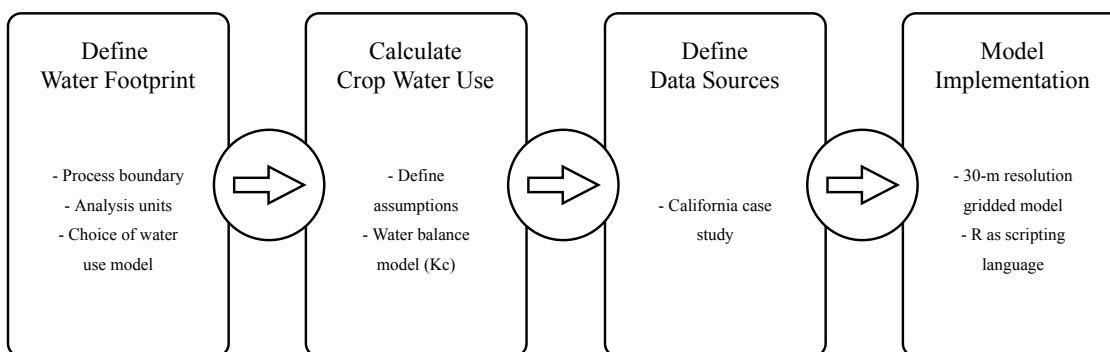 Define
Water Footprint
- Process boundary
- Analysis units
- Choice of water
use model
Calculate
Crop Water Use
- Define
assumptions
- Water balance
model (Kc)
Define
Data Sources
- California case
study
Model
Implementation
- 30-m resolution
gridded model
- R as scripting
language